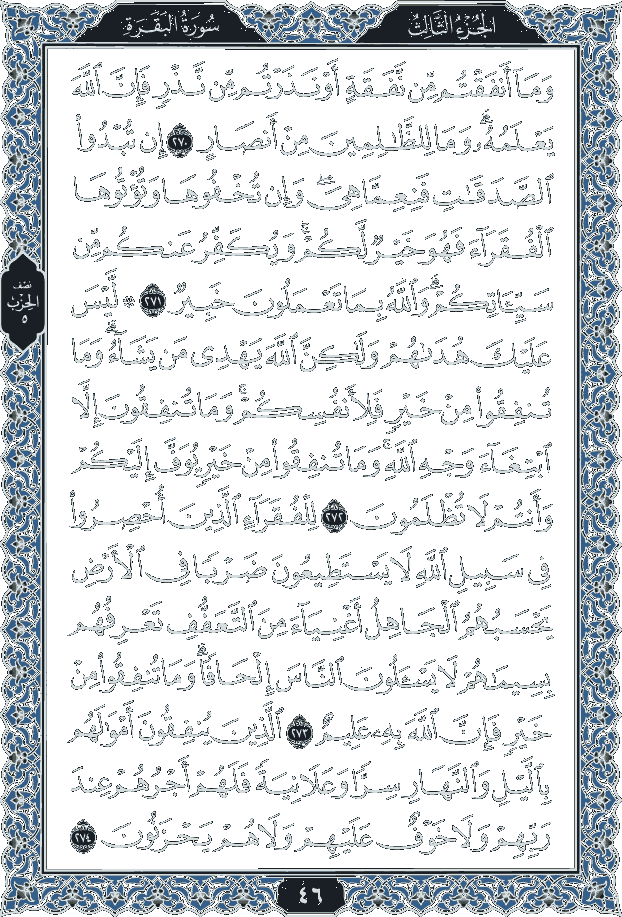 الجزء الثالث
سورة البقرة
وَمَآ أَنفَقْتُم مِّن نَّفَقَةٍ أَوْ نَذَرْتُم مِّن نَّذْرٍ فَإِنَّ ٱللَّهَ
يَعْلَمُهُۥ ۗ وَمَا لِلظَّـٰلِمِينَ مِنْ أَنصَارٍ ٢٧٠ إِن تُبْدُوا۟
ٱلصَّدَقَـٰتِ فَنِعِمَّا هِىَ ۖ وَإِن تُخْفُوهَا وَتُؤْتُوهَا
ٱلْفُقَرَآءَ فَهُوَ خَيْرٌ لَّكُمْ ۚ وَيُكَفِّرُ عَنكُم مِّن
سَيِّـَٔاتِكُمْ ۗ وَٱللَّهُ بِمَا تَعْمَلُونَ خَبِيرٌ ٢٧١ ۞ لَّيْسَ
عَلَيْكَ هُدَىٰهُمْ وَلَـٰكِنَّ ٱللَّهَ يَهْدِى مَن يَشَآءُ ۗ وَمَا
تُنفِقُوا۟ مِنْ خَيْرٍ فَلِأَنفُسِكُمْ ۚ وَمَا تُنفِقُونَ إِلَّا
ٱبْتِغَآءَ وَجْهِ ٱللَّهِ ۚ وَمَا تُنفِقُوا۟ مِنْ خَيْرٍ يُوَفَّ إِلَيْكُمْ
وَأَنتُمْ لَا تُظْلَمُونَ ٢٧٢ لِلْفُقَرَآءِ ٱلَّذِينَ أُحْصِرُوا۟
فِى سَبِيلِ ٱللَّهِ لَا يَسْتَطِيعُونَ ضَرْبًا فِى ٱلْأَرْضِ
يَحْسَبُهُمُ ٱلْجَاهِلُ أَغْنِيَآءَ مِنَ ٱلتَّعَفُّفِ تَعْرِفُهُم
بِسِيمَـٰهُمْ لَا يَسْـَٔلُونَ ٱلنَّاسَ إِلْحَافًا ۗ وَمَا تُنفِقُوا۟ مِنْ
خَيْرٍ فَإِنَّ ٱللَّهَ بِهِۦ عَلِيمٌ ٢٧٣ ٱلَّذِينَ يُنفِقُونَ أَمْوَٰلَهُم
بِٱلَّيْلِ وَٱلنَّهَارِ سِرًّا وَعَلَانِيَةً فَلَهُمْ أَجْرُهُمْ عِندَ
رَبِّهِمْ وَلَا خَوْفٌ عَلَيْهِمْ وَلَا هُمْ يَحْزَنُونَ ٢٧٤
نصف
الحزب
٥
٤٦